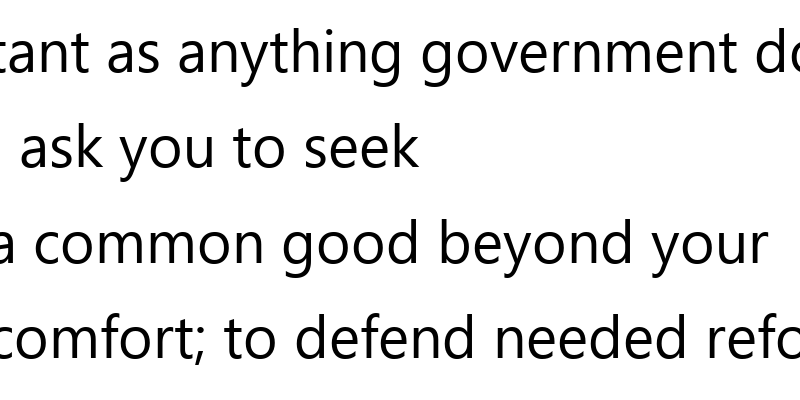 tant as anything government do
ask you to seek
a common good beyond your
comfort; to defend needed refo